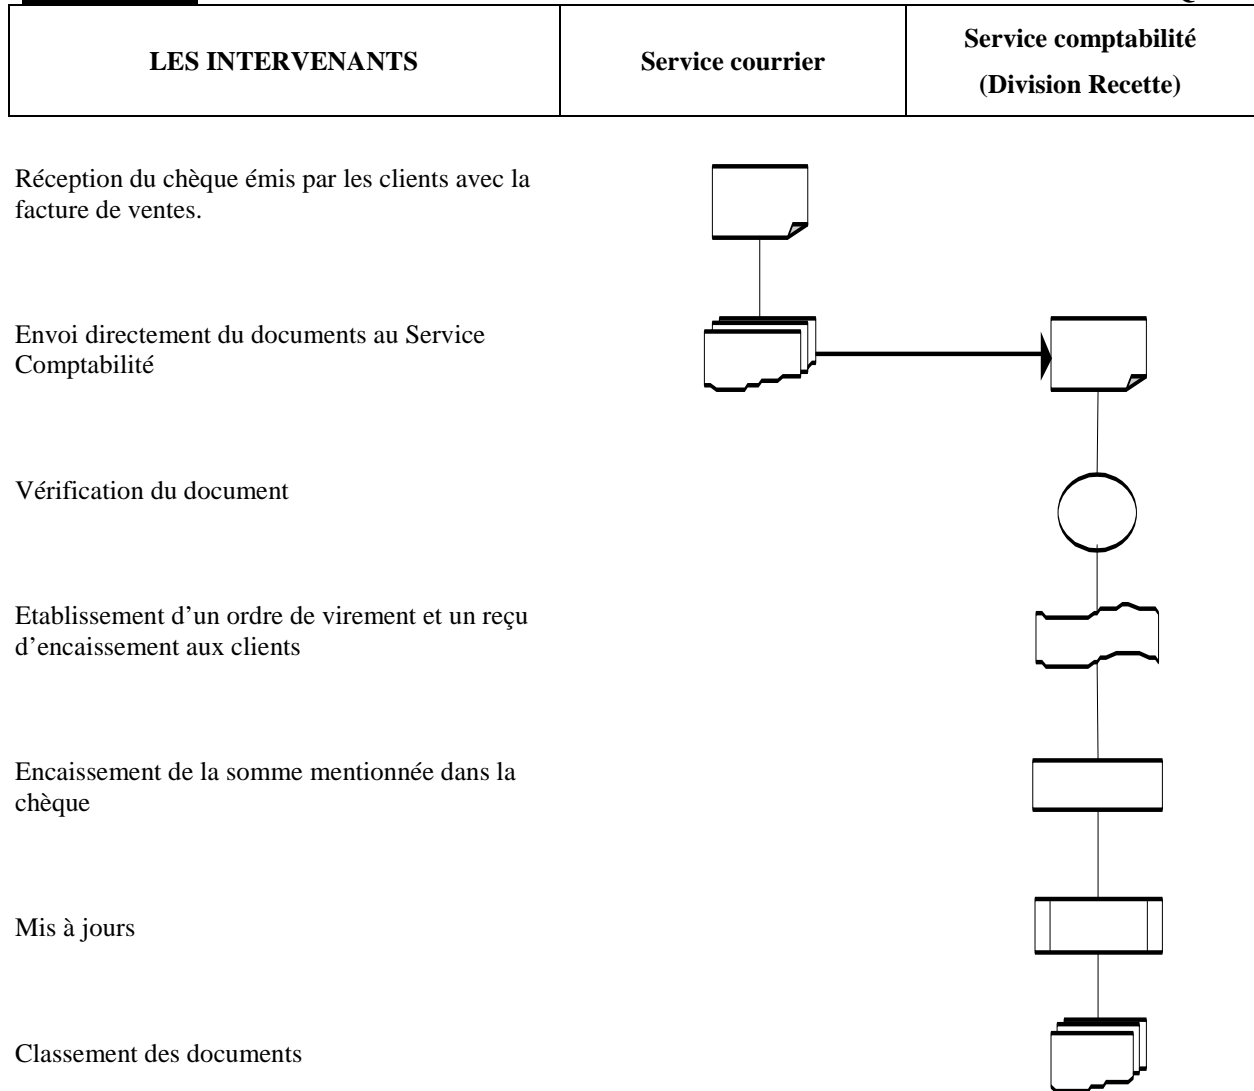 LES INTERVENANTS
Service courrier
Service comptabilité
(Division Recette)
Réception du chèque émis par les clients avec la
facture de ventes.
Envoi directement du documents au Service
Comptabilité
Vérification du document
Etablissement d’un ordre de virement et un reçu
d’encaissement aux clients
Encaissement de la somme mentionnée dans la
chèque
Mis à jours
Classement des documents